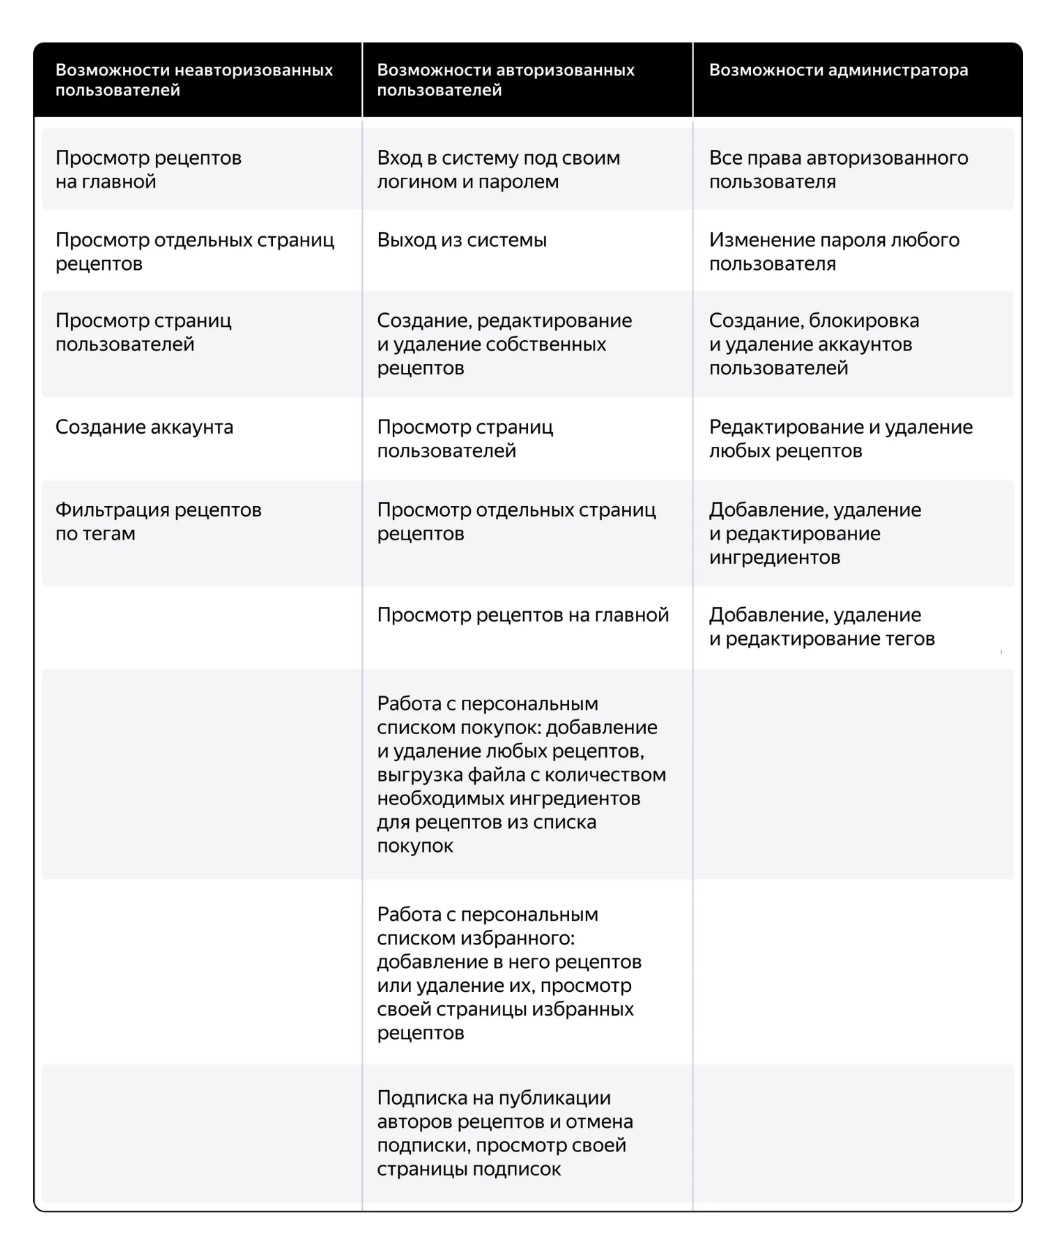 Возможности неавторизованных
пользователей
Возможности авторизованных
пользователей
Возможности администратора
Просмотр рецептов
на главной
Вход в систему под своим
логином и паролем
Все права авторизованного
пользователя
Просмотр отдельных страниц
рецептов
Выход из системы
Изменение пароля любого
пользователя
Просмотр страниц
пользователей
Создание, редактирование
и удаление собственных
рецептов
Создание, блокировка
и удаление аккаунтов
пользователей
Создание аккаунта
Просмотр страниц
пользователей
Редактирование и удаление
любых рецептов
Фильтрация рецептов
по тегам
Просмотр отдельных страниц
рецептов
Добавление, удаление
и редактирование
ингредиентов
Просмотр рецептов на главной
Добавление, удаление
и редактирование тегов
Работа с персональным
списком покупок: добавление
и удаление любых рецептов,
выгрузка файла с количеством
необходимых ингредиентов
для рецептов из списка
покупок
Работа с персональным
списком избранного:
добавление в него рецептов
или удаление их, просмотр
своей страницы избранных
рецептов
Подписка на публикации
авторов рецептов и отмена
подписки, просмотр своей
страницы подписок